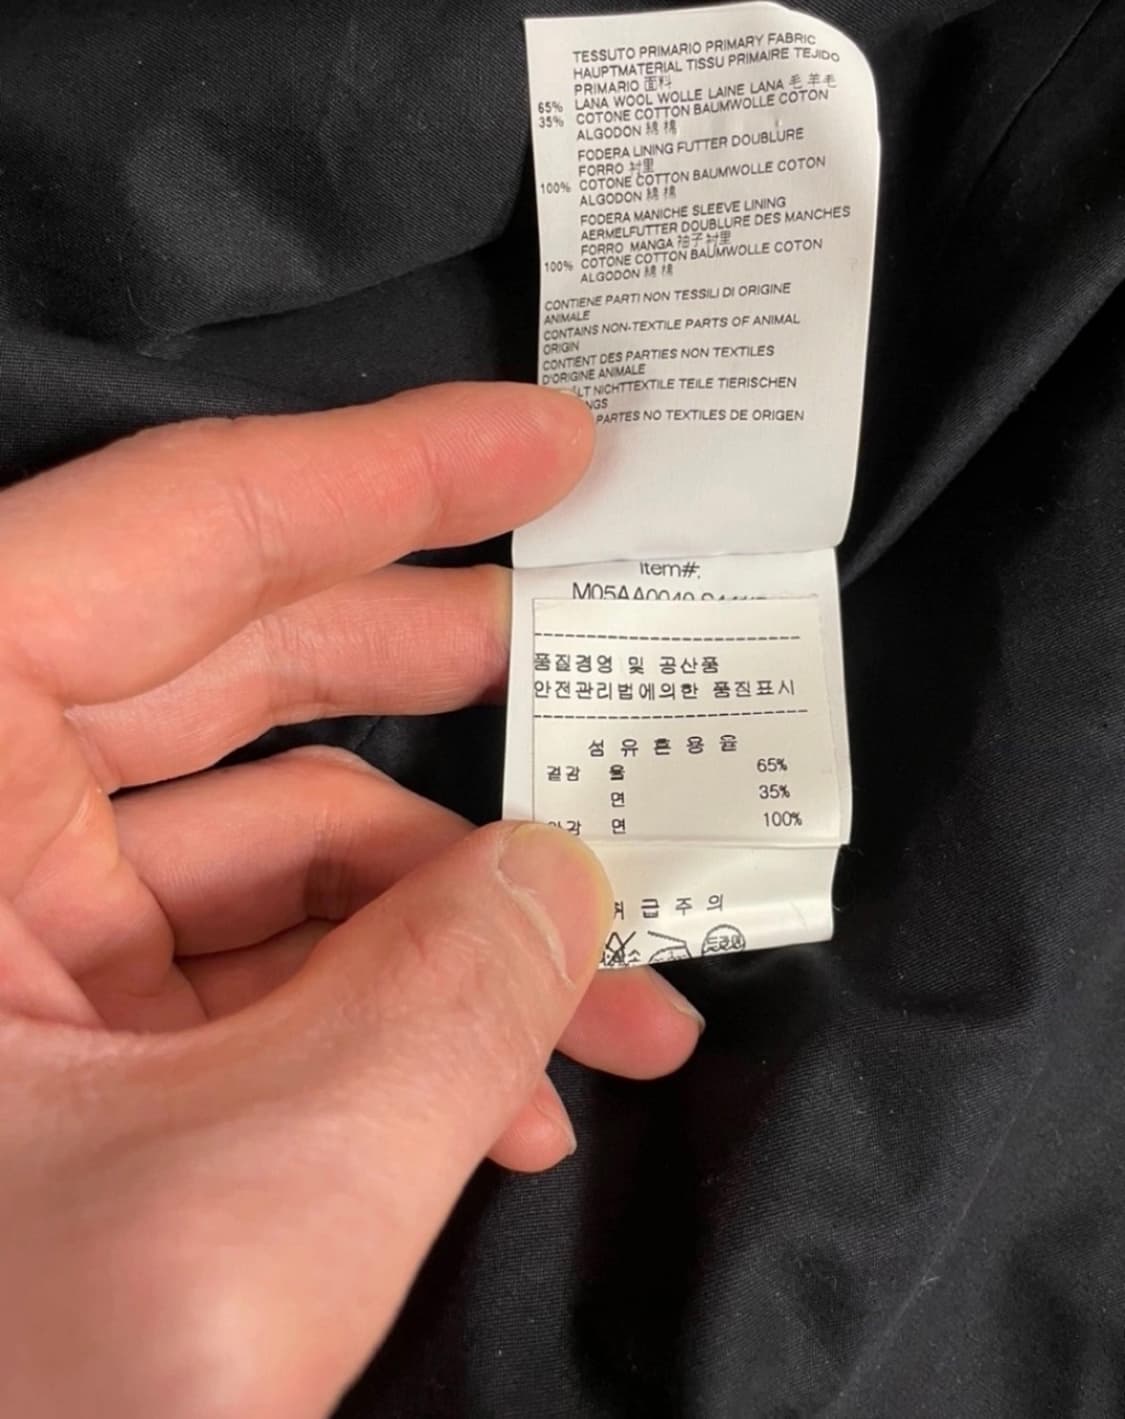 TESSUTO PRIMARIO PRIMARY FABRIC
HAUPTMATERIAL TISSU PRIMAIRE TEJIDO
PRIMARIO 面料
65% LANA WOOL WOLLE LAINE LANA 毛 羊毛
35% COTONE COTTON BAUMWOLLE COTON
ALGODON 綿 棉
FODERA LINING FUTTER DOUBLURE
FORRO 衬里
100% COTONE COTTON BAUMWOLLE COTON
ALGODON 綿 棉
FODERA MANICHE SLEEVE LINING
AERMELFUTTER DOUBLURE DES MANCHES
FORRO MANGA 袖子衬里
100% COTONE COTTON BAUMWOLLE COTON
ALGODON 綿 棉
CONTIENE PARTI NON TESSILI DI ORIGINE
ANIMALE
CONTAINS NON-TEXTILE PARTS OF ANIMAL
ORIGIN
CONTIENT DES PARTIES NON TEXTILES
D'ORIGINE ANIMALE
NICHTTEXTILE TEILE TIERISCHEN
PARTES NO TEXTILES DE ORIGEN
Item#:
품질경영 및 공산품
안전관리법에의한 품질표시
섬유혼용율
겉감 울 65%
면 35%
면 100%
급주의